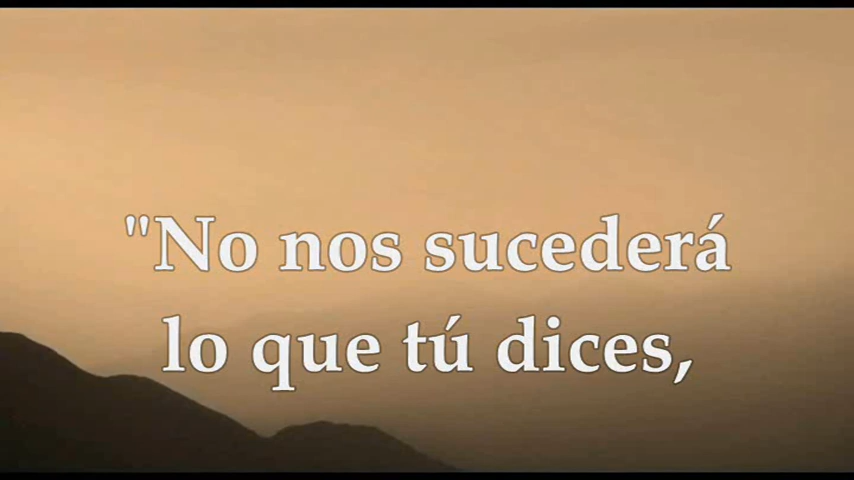 "No nos sucederá
lo que tú dices,